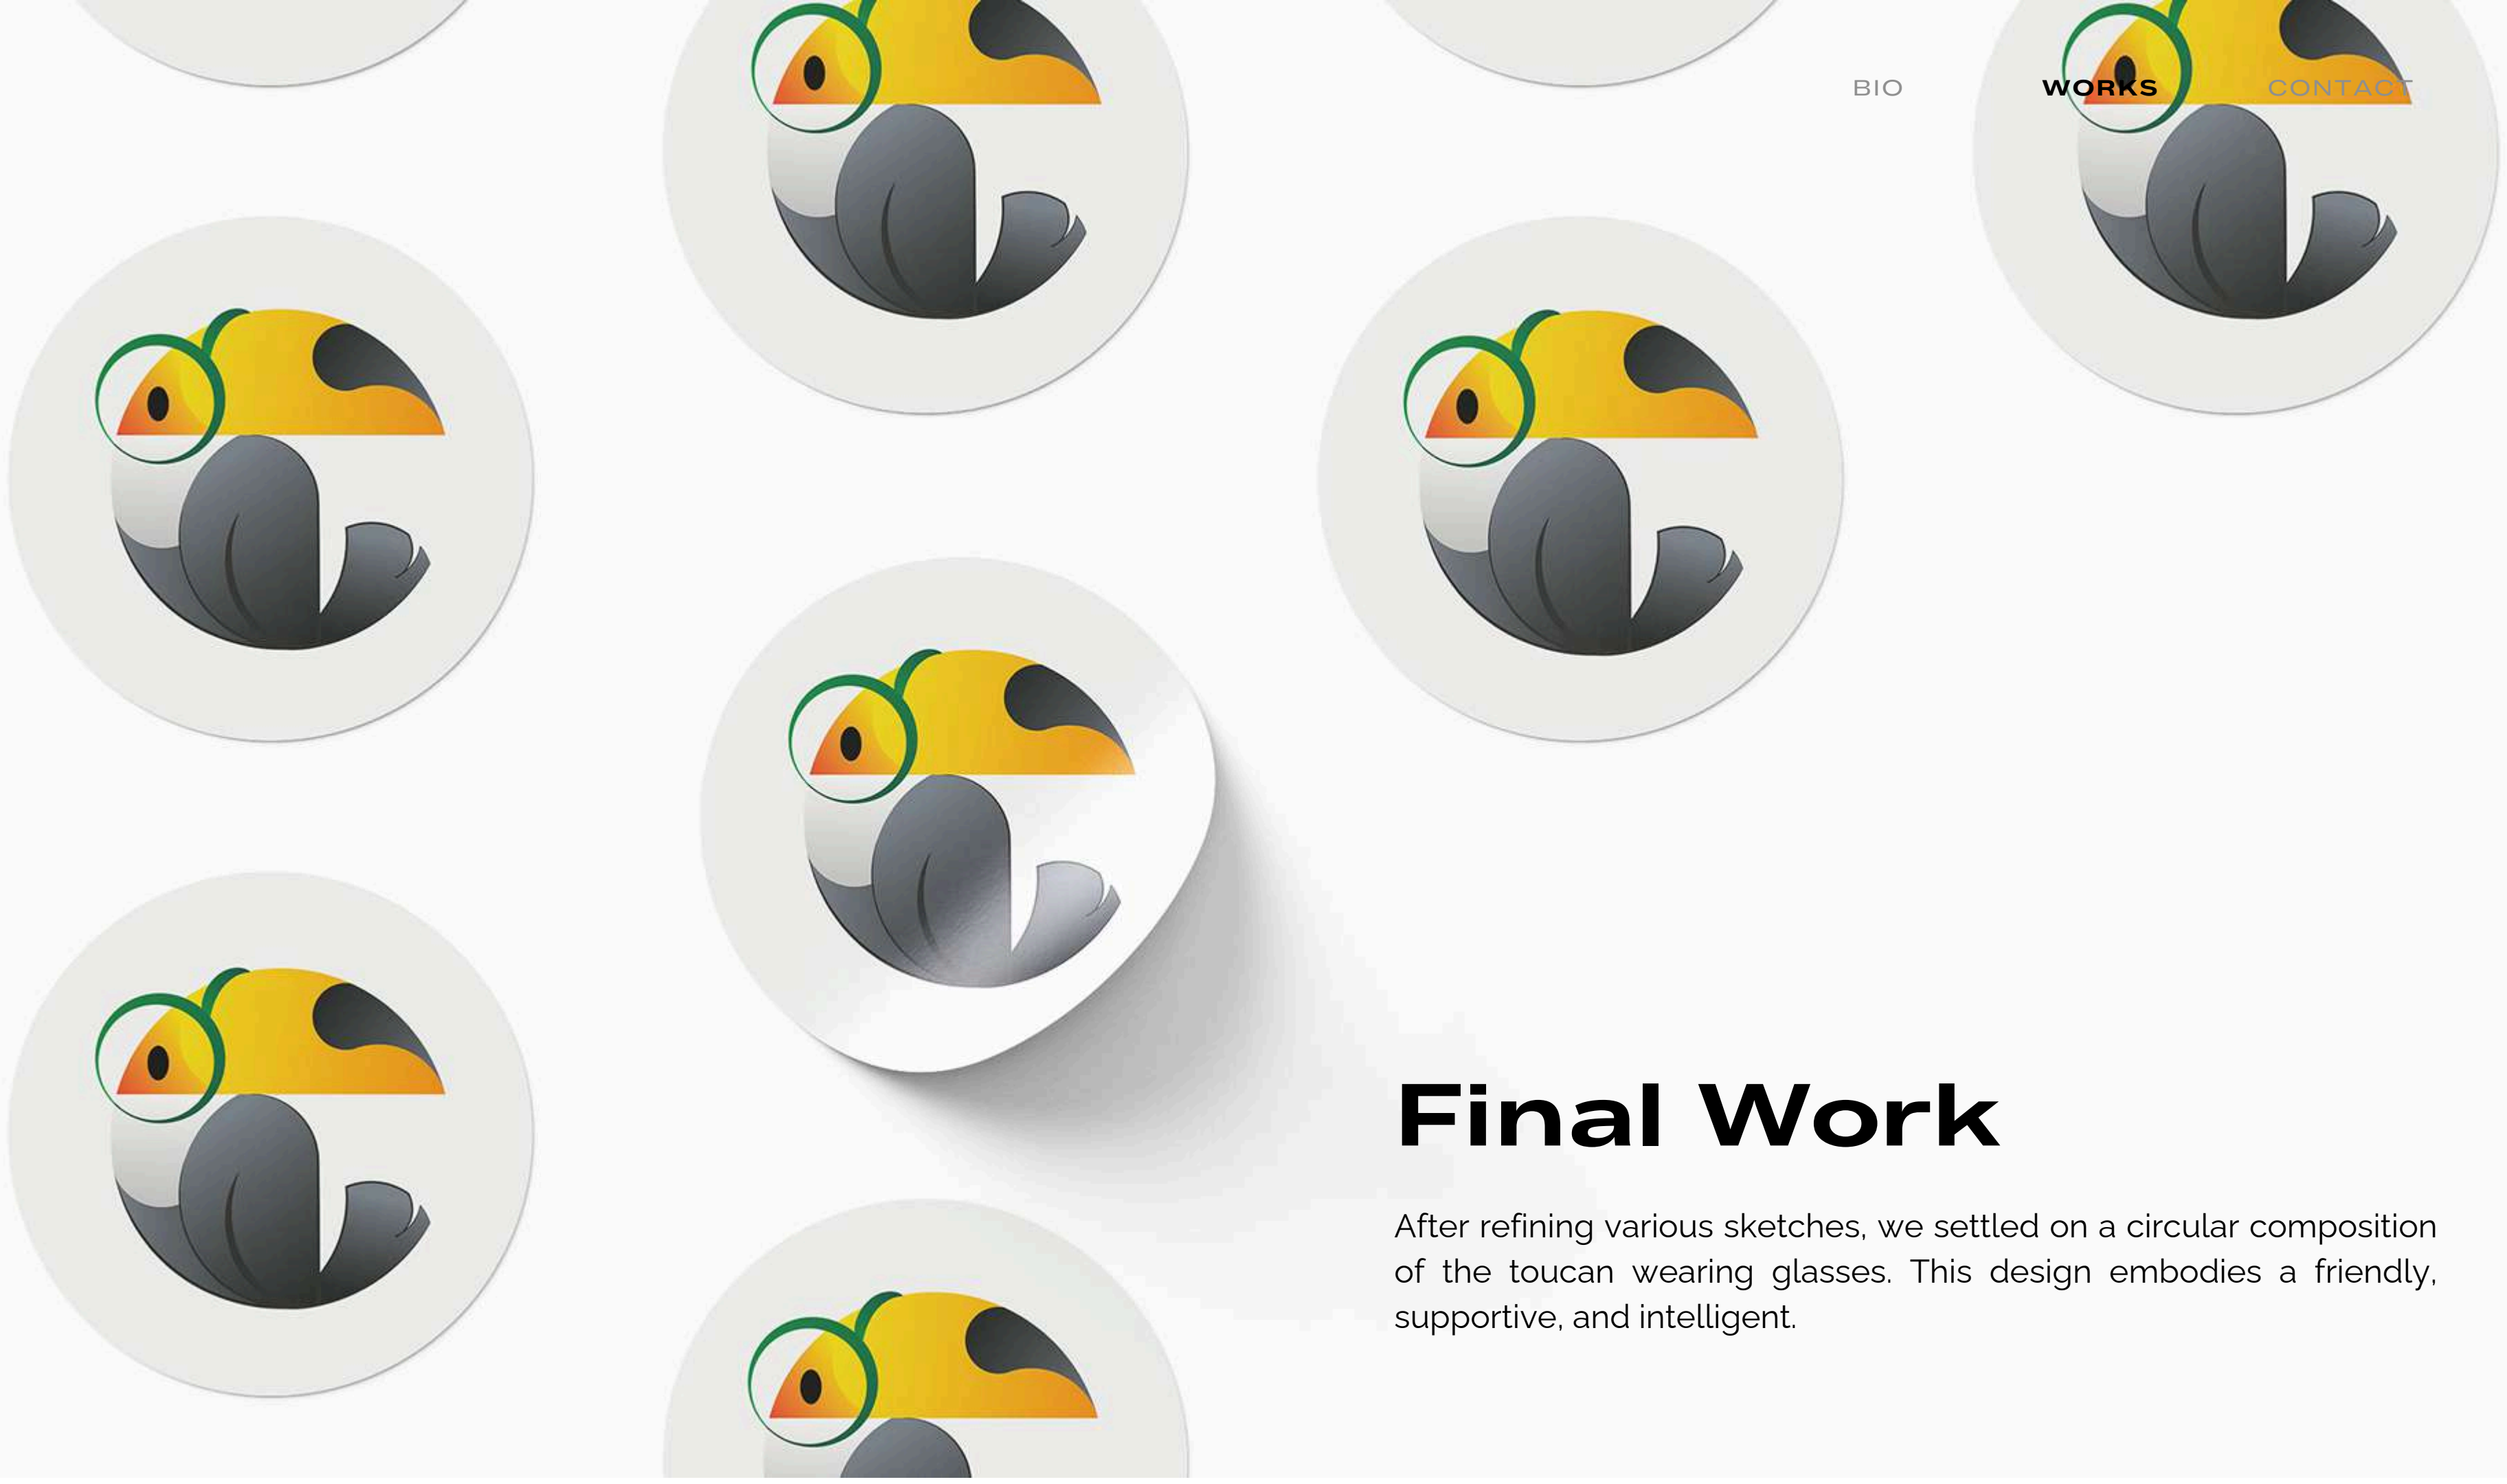 BIO WORKS CONTACT
Final Work
After refining various sketches, we settled on a circular composition
of the toucan wearing glasses. This design embodies a friendly,
supportive, and intelligent.